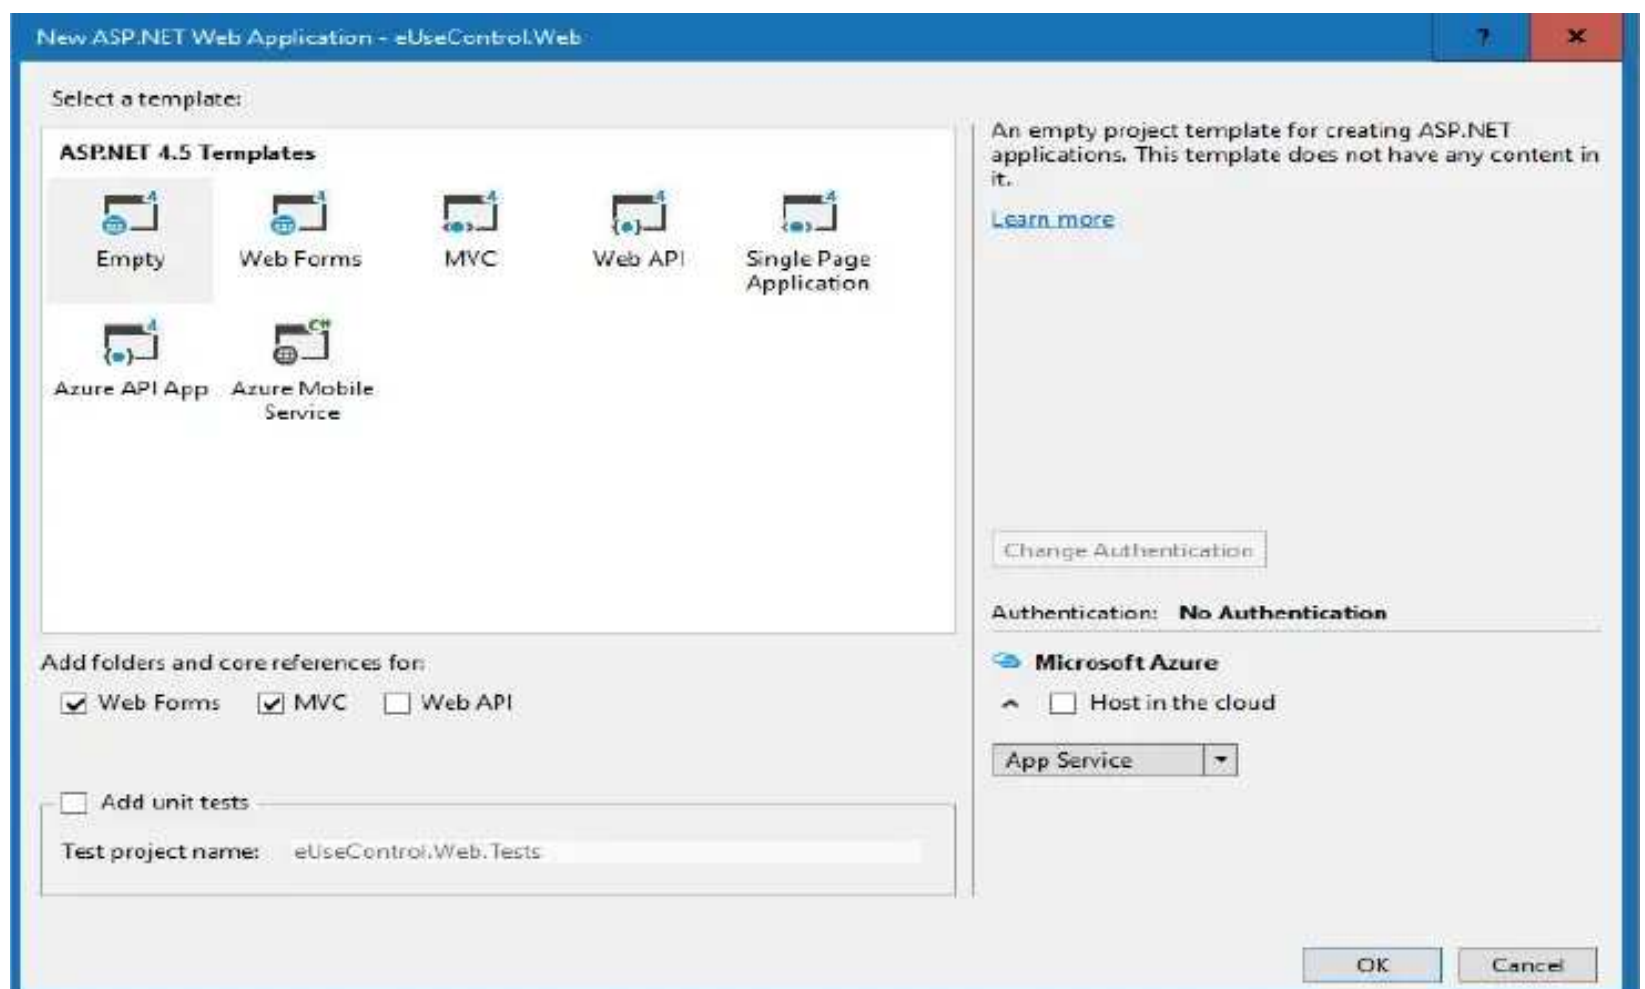 New ASP.NET Web Application - eUseControl.Web
?
Select a template:
ASP.NET 4.5 Templates
Empty
Web Forms
MVC
Web API
Single Page
Application
Azure API App
Azure Mobile
Service
An empty project template for creating ASP.NET
applications. This template does not have any content in
it.
Learn more
Change Authentication
Authentication: No Authentication
Add folders and core references for:
Web Forms MVC Web API
Microsoft Azure
Host in the cloud
App Service
Add unit tests
Test project name: eUseControl.Web.Tests
OK Cancel